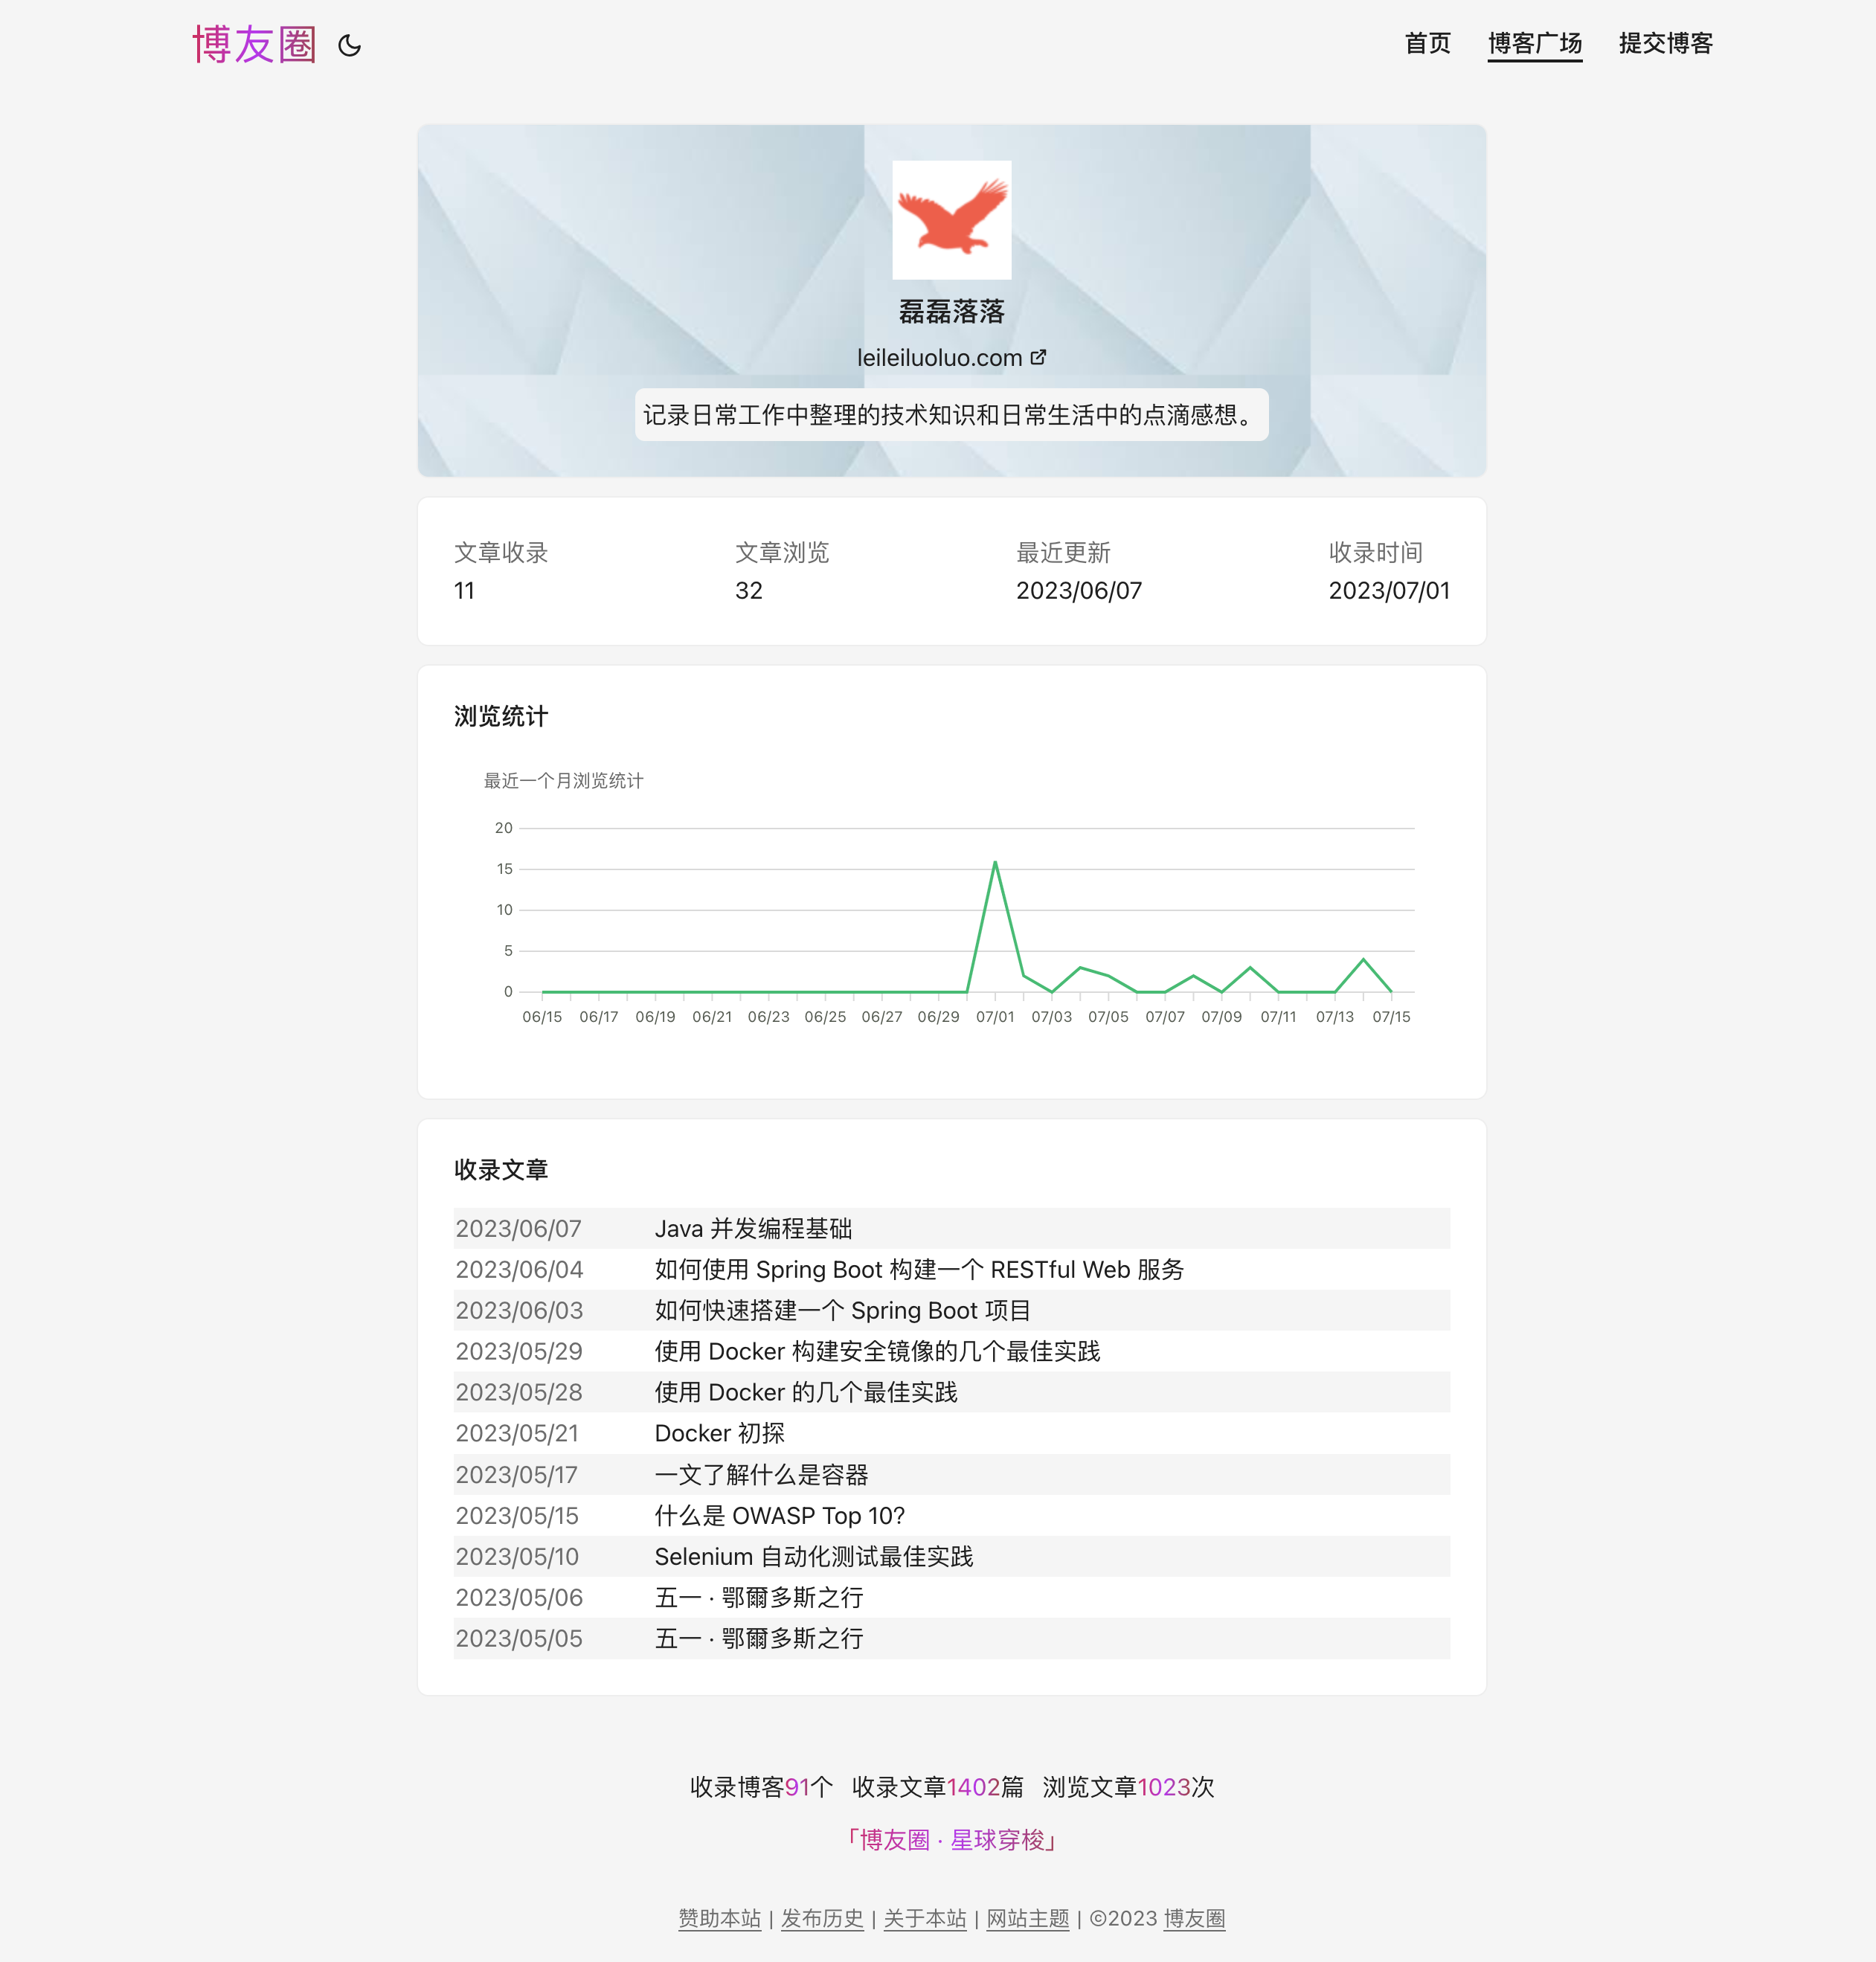 博友圈
首页 博客广场 提交博客
磊磊落落
leileiluoluo.com
记录日常工作中整理的技术知识和日常生活中的点滴感想。
文章收录 文章浏览 最近更新 收录时间
11 32 2023/06/07 2023/07/01
浏览统计
最近一个月浏览统计
20
15
10
5
0
06/15 06/17 06/19 06/21 06/23 06/25 06/27 06/29 07/01 07/03 07/05 07/07 07/09 07/11 07/13 07/15
收录文章
2023/06/07 Java 并发编程基础
2023/06/04 如何使用 Spring Boot 构建一个 RESTful Web 服务
2023/06/03 如何快速搭建一个 Spring Boot 项目
2023/05/29 使用 Docker 构建安全镜像的几个最佳实践
2023/05/28 使用 Docker 的几个最佳实践
2023/05/21 Docker 初探
2023/05/17 一文了解什么是容器
2023/05/15 什么是 OWASP Top 10?
2023/05/10 Selenium 自动化测试最佳实践
2023/05/06 五一 · 鄂爾多斯之行
2023/05/05 五一 · 鄂爾多斯之行
收录博客91个 收录文章1402篇 浏览文章1023次
「博友圈 · 星球穿梭」
赞助本站 | 发布历史 | 关于本站 | 网站主题 | ©2023 博友圈